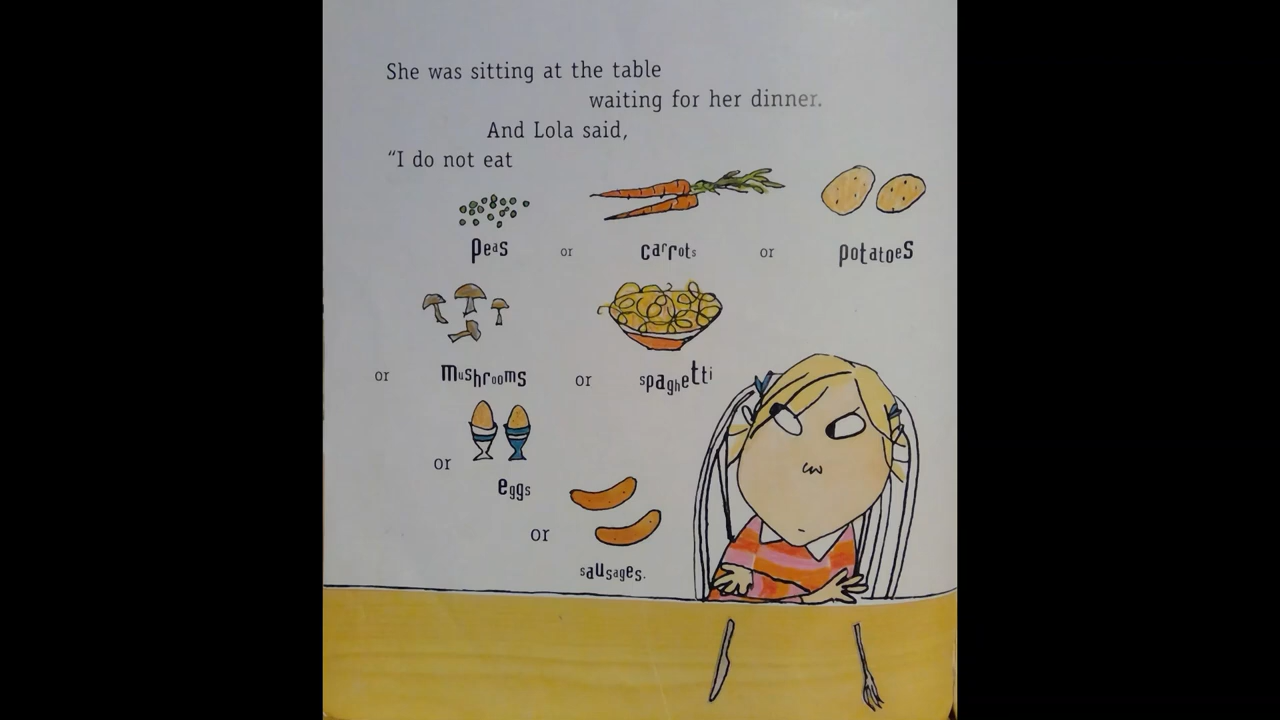 She was sitting at the table
waiting for her dinner.
And Lola said,
“I do not eat
peas or carrots or potatoes
or mushrooms or spaghetti
or
eggs
or
sausages.